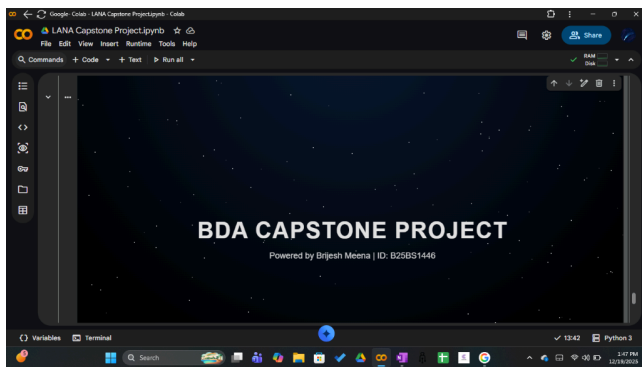 Google Colab - LANA Capstone Project.ipynb - Colab
LANA Capstone Project.ipynb
Share
File Edit View Insert Runtime Tools Help
Commands + Code + Text Run all
RAM
Disk
BDA CAPSTONE PROJECT
Powered by Brijesh Meena | ID: B25BS1446
Variables Terminal
13:42 Python 3
Search
1:47 PM
12/19/2025